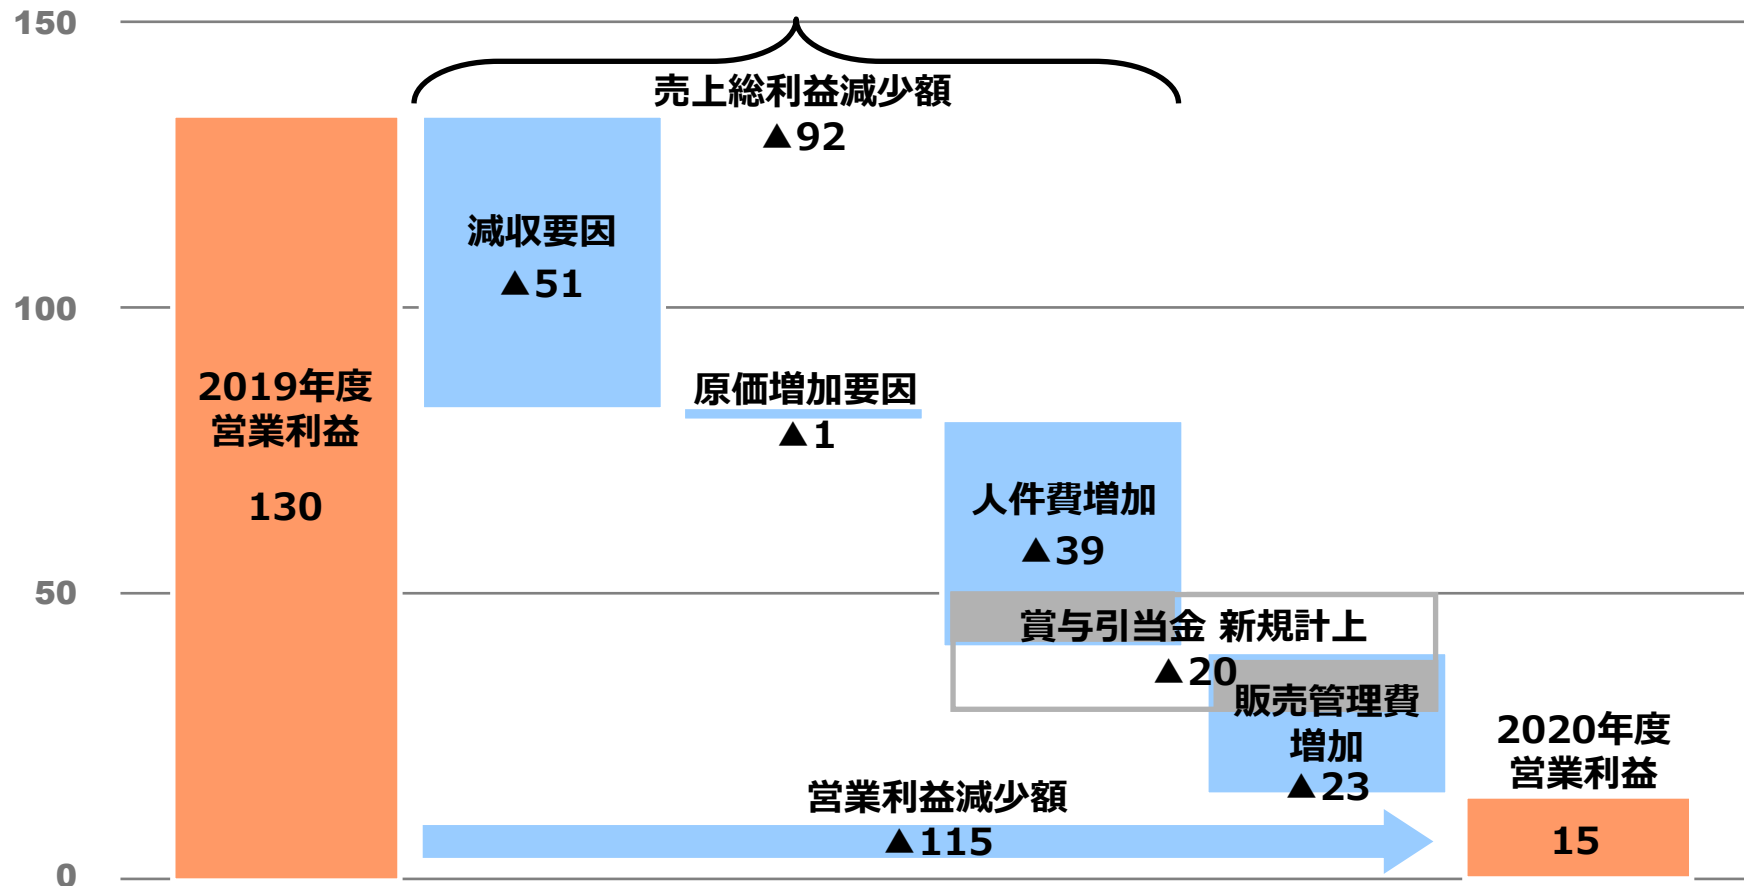 150
100
50
0
売上総利益減少額
▲92
2019年度
営業利益
130
減収要因
▲51
原価増加要因
▲1
人件費増加
▲39
賞与引当金 新規計上
▲20
販売管理費
増加
▲23
営業利益減少額
▲115
2020年度
営業利益
15